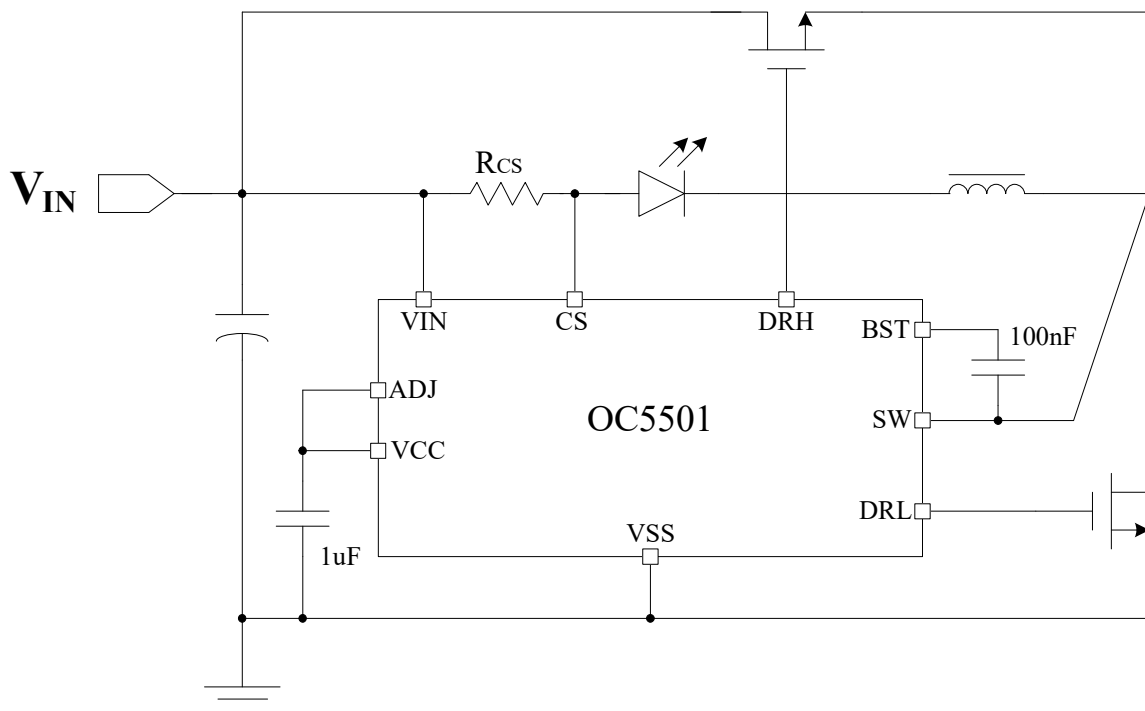 RCS
VIN
VIN
CS
DRH
BST
100nF
ADJ
OC5501
SW
VCC
DRL
VSS
1uF